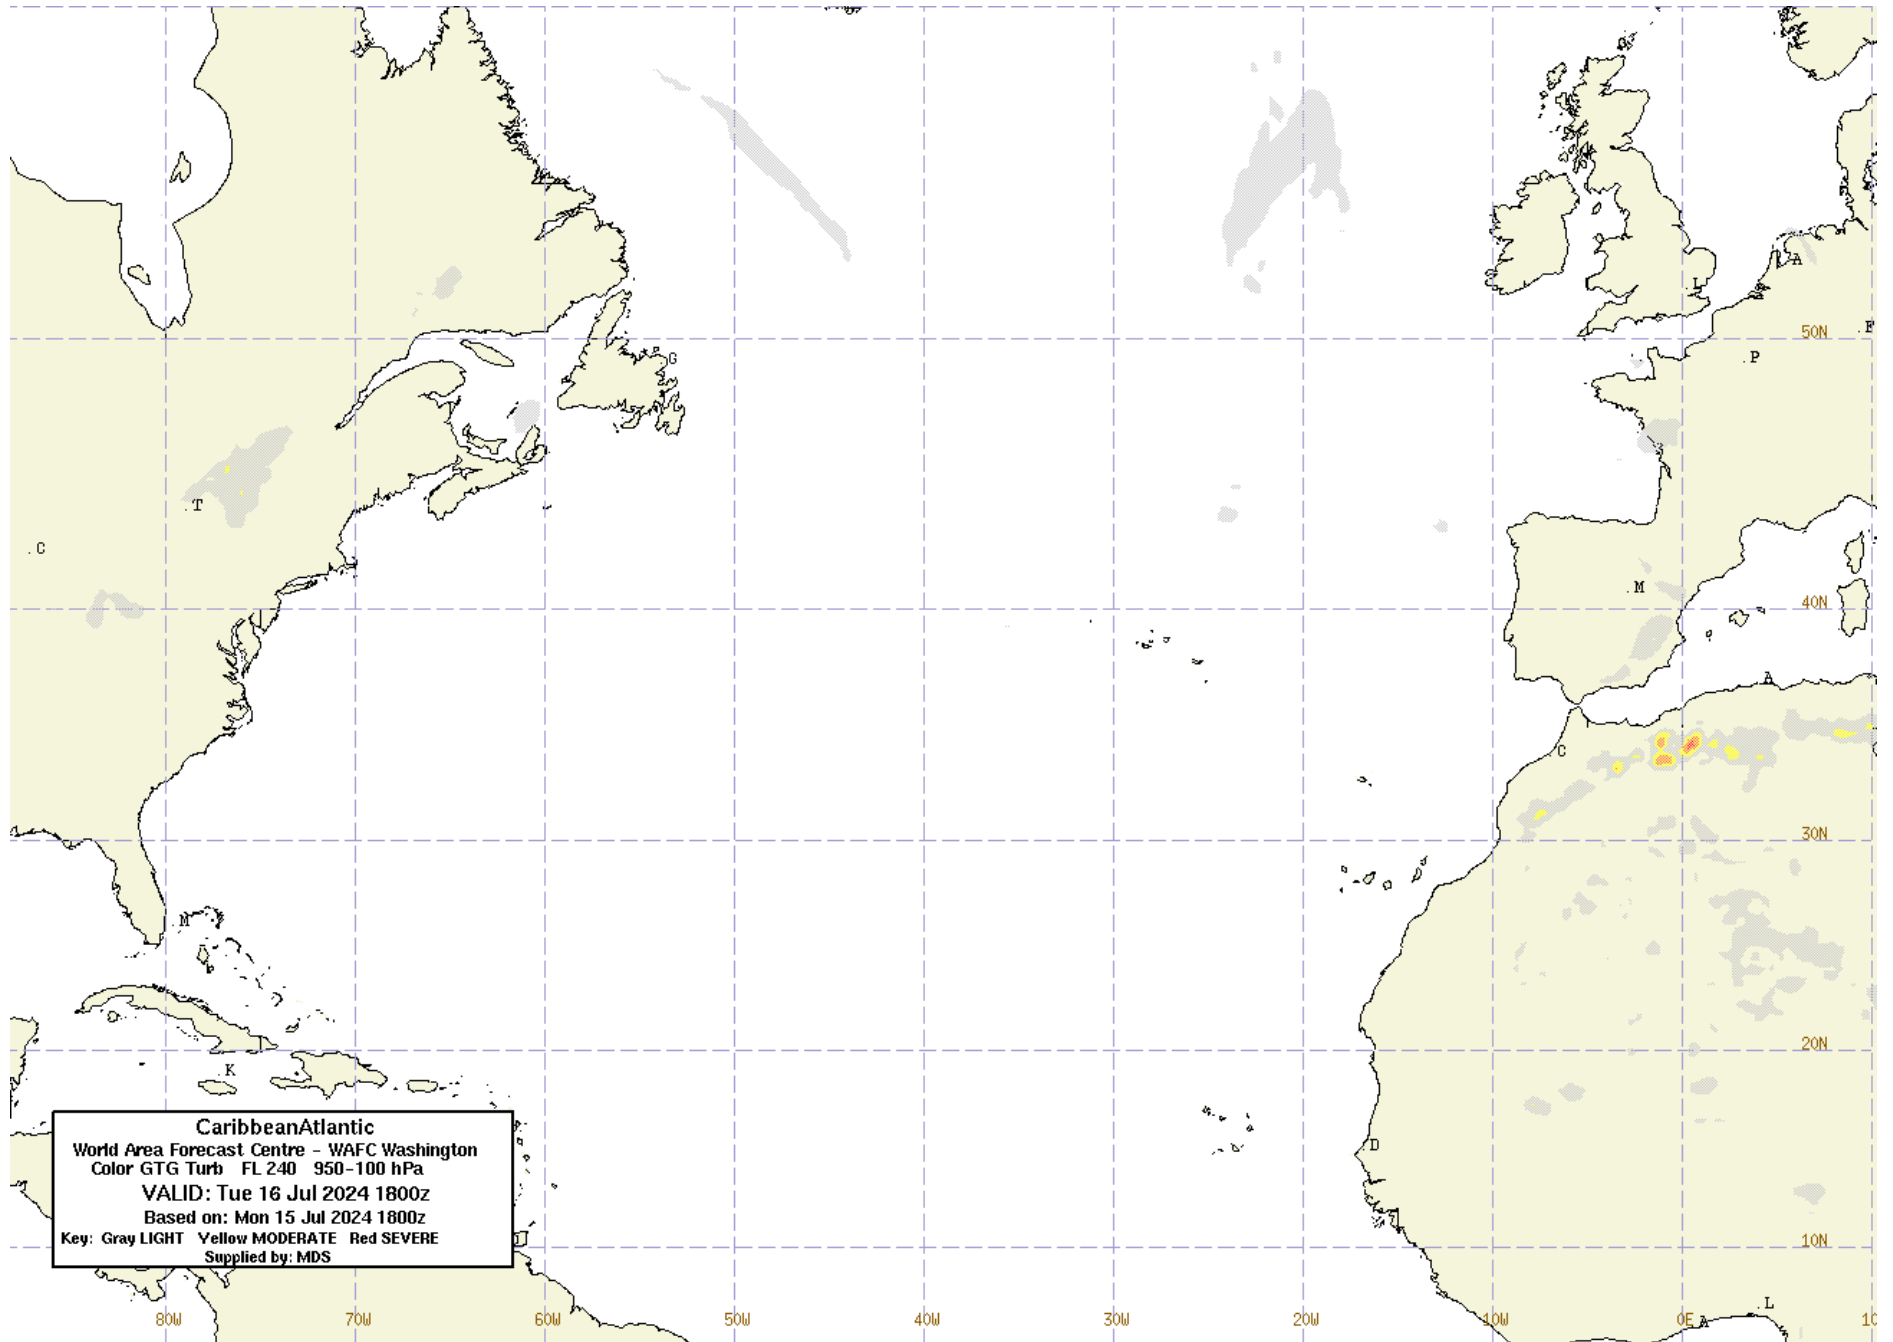 A
L
F
50N
G
P
T
C
M
40N
A
C
30N
M
20N
K
D
CaribbeanAtlantic
World Area Forecast Centre - WAFC Washington
Color GTG Turb FL 240 950-100 hPa
VALID: Tue 16 Jul 2024 1800z
Based on: Mon 15 Jul 2024 1800z
Key: Gray LIGHT Yellow MODERATE Red SEVERE
Supplied by: MDS
10N
L
80W 70W 60W 50W 40W 30W 20W 10W 0E A 10